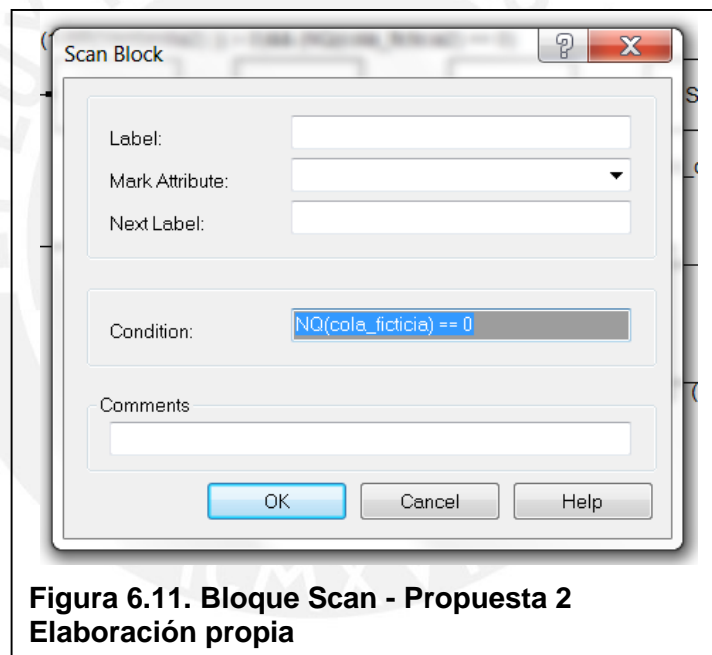 Scan Block
Label:
Mark Attribute:
Next Label:
Condition:
NQ(cola_ficticia) == 0
Comments
OK
Cancel
Help
Figura 6.11. Bloque Scan - Propuesta 2
Elaboración propia